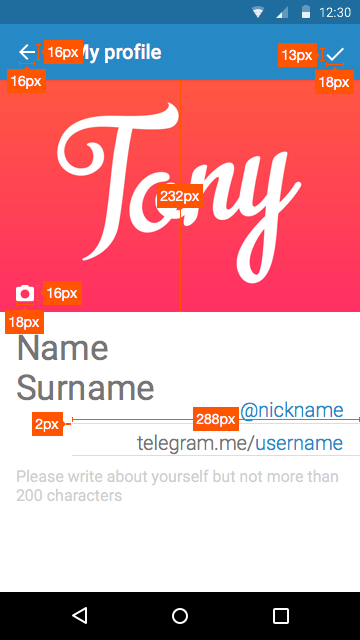 12:30
16px
My profile
13px
16px
18px
Tony
232px
16px
18px
Name
Surname
@nickname
288px
2px
telegram.me/username
Please write about yourself but not more than
200 characters